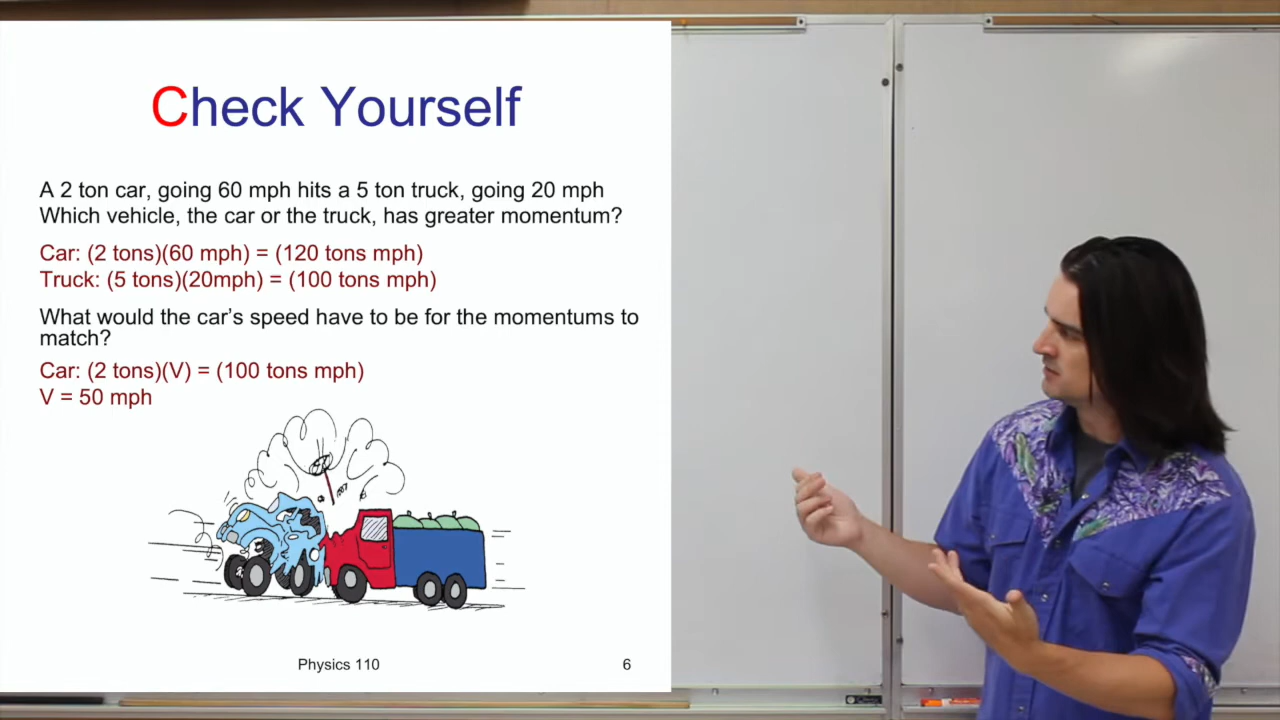 Check Yourself
A 2 ton car, going 60 mph hits a 5 ton truck, going 20 mph
Which vehicle, the car or the truck, has greater momentum?
Car: (2 tons)(60 mph) = (120 tons mph)
Truck: (5 tons)(20mph) = (100 tons mph)
What would the car's speed have to be for the momentums to
match?
Car: (2 tons)(V) = (100 tons mph)
V = 50 mph
Physics 110
6